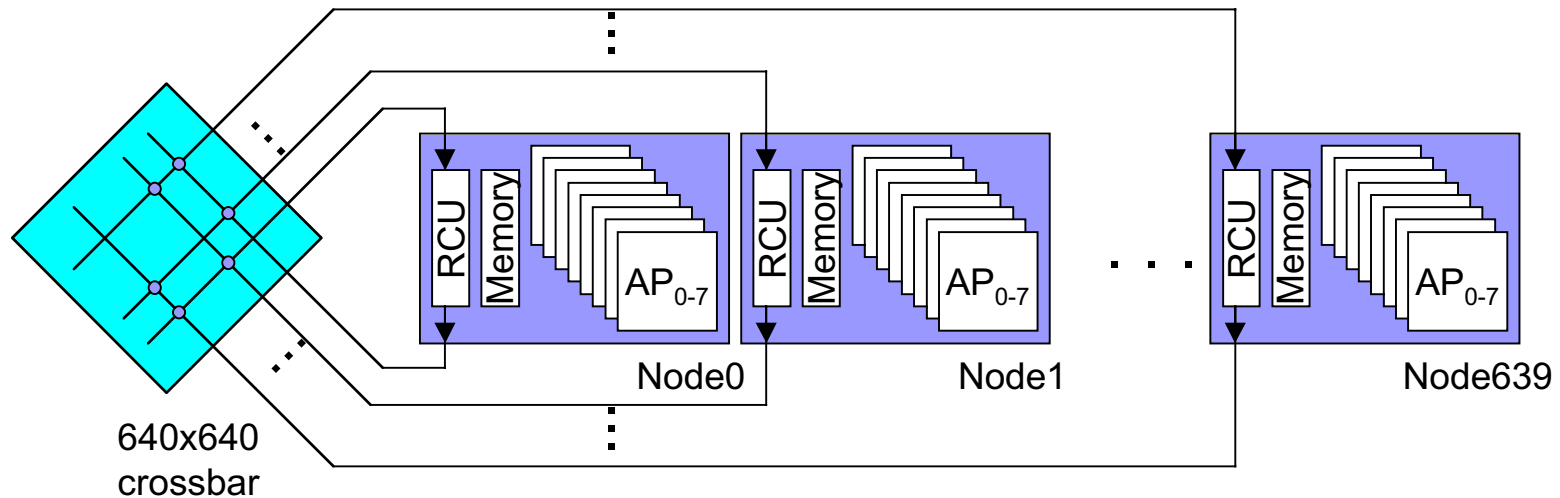 RCU
Memory
AP0-7
RCU
Memory
AP0-7
RCU
Memory
AP0-7
Node0
Node1
Node639
640x640
crossbar